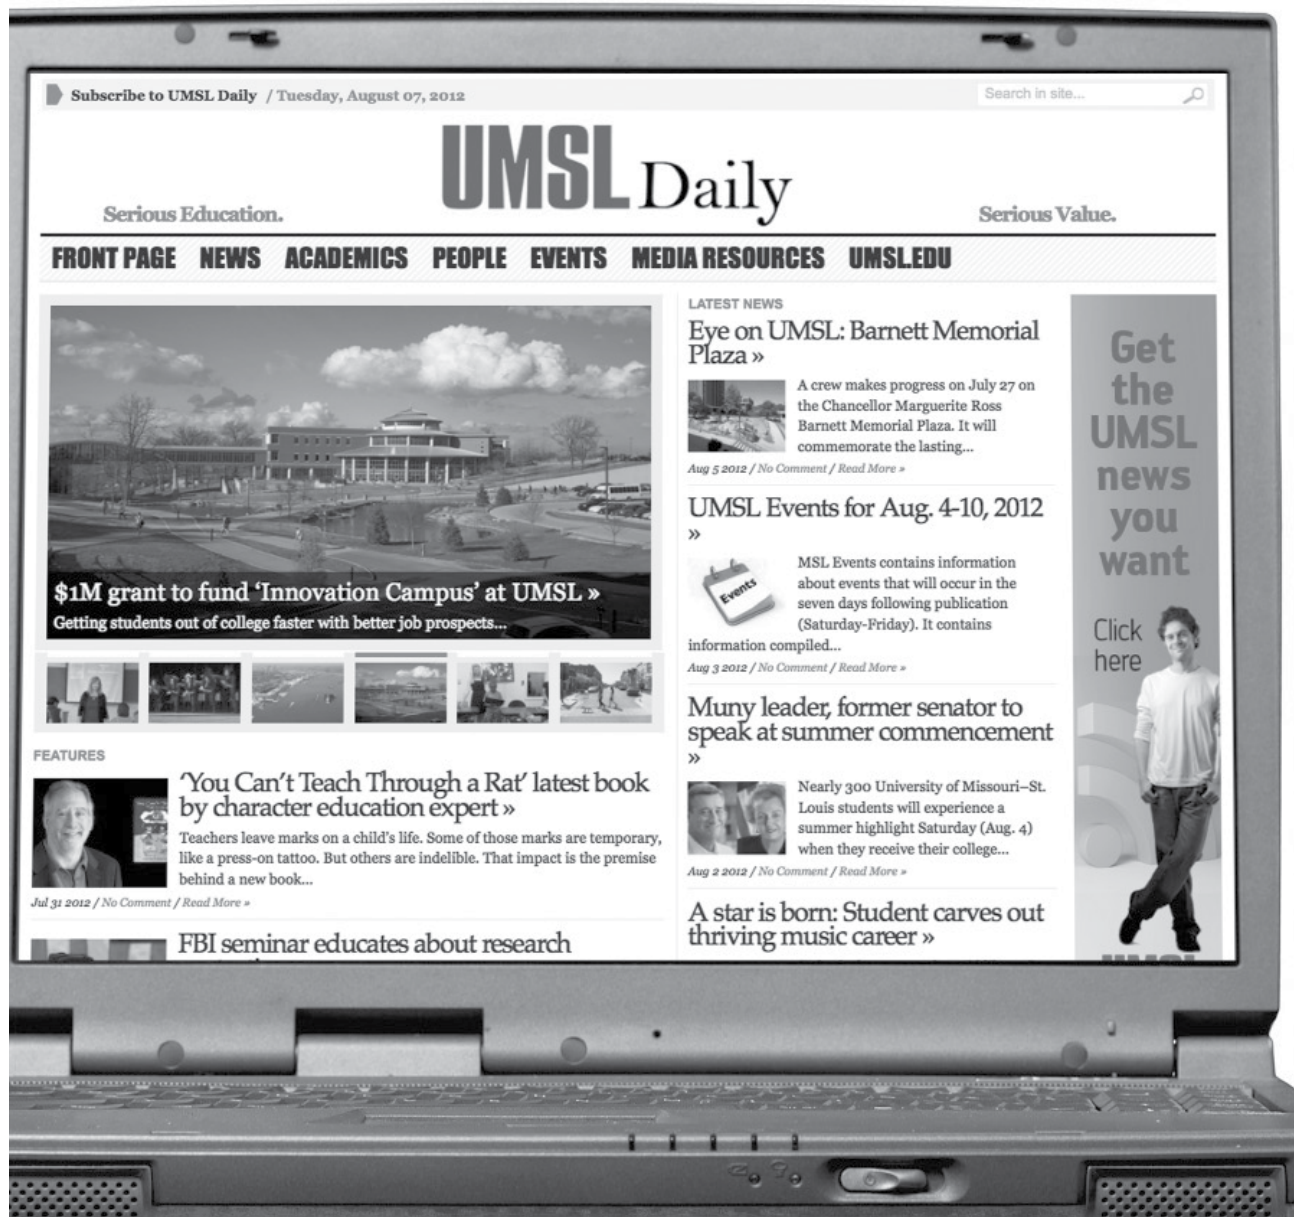 Subscribe to UMSL Daily / Tuesday, August 07, 2012
Search in site...
UMSL Daily
Serious Education.
Serious Value.
FRONT PAGE NEWS ACADEMICS PEOPLE EVENTS MEDIA RESOURCES UMSL.EDU
$1M grant to fund ‘Innovation Campus’ at UMSL »
Getting students out of college faster with better job prospects...
FEATURES
‘You Can’t Teach Through a Rat’ latest book
by character education expert »
Teachers leave marks on a child’s life. Some of those marks are temporary,
like a press-on tattoo. But others are indelible. That impact is the premise
behind a new book...
Jul 31 2012 / No Comment / Read More »
FBI seminar educates about research
LATEST NEWS
Eye on UMSL: Barnett Memorial
Plaza »
A crew makes progress on July 27 on
the Chancellor Marguerite Ross
Barnett Memorial Plaza. It will
commemorate the lasting...
Aug 5 2012 / No Comment / Read More »
UMSL Events for Aug. 4-10, 2012
»
Events
MSL Events contains information
about events that will occur in the
seven days following publication
(Saturday-Friday). It contains
information compiled...
Aug 3 2012 / No Comment / Read More »
Muny leader, former senator to
speak at summer commencement
»
Nearly 300 University of Missouri–St.
Louis students will experience a
summer highlight Saturday (Aug. 4)
when they receive their college...
Aug 2 2012 / No Comment / Read More »
A star is born: Student carves out
thriving music career »
Get
the
UMSL
news
you
want
Click
here